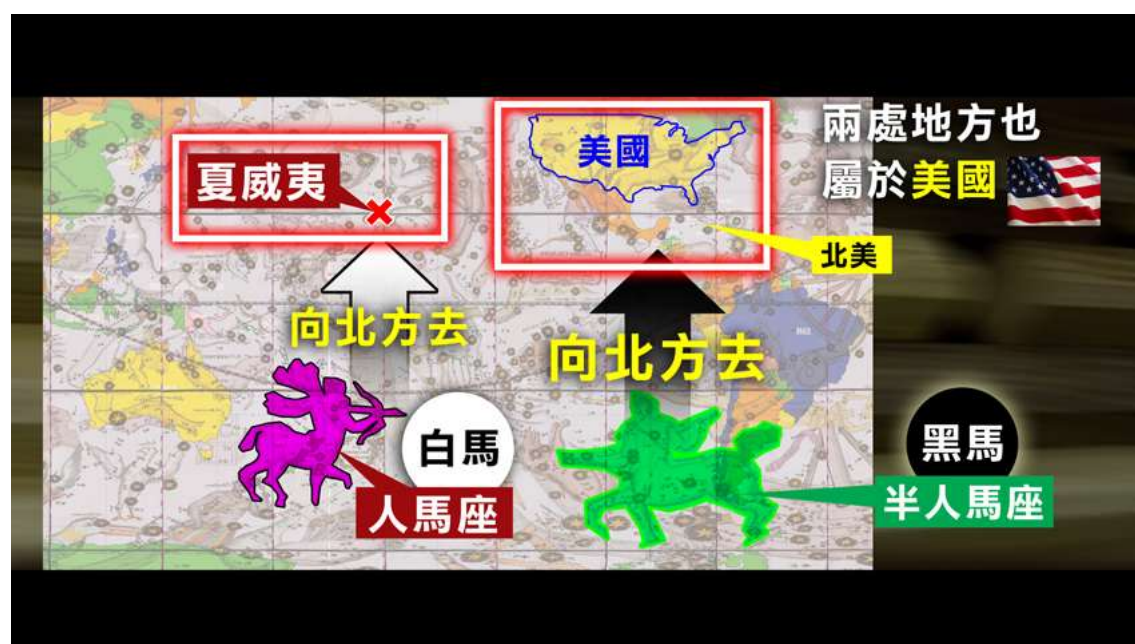 兩處地方也
屬於美國
夏威夷
美國
北美
向北方去
向北方去
白馬
人馬座
黑馬
半人馬座